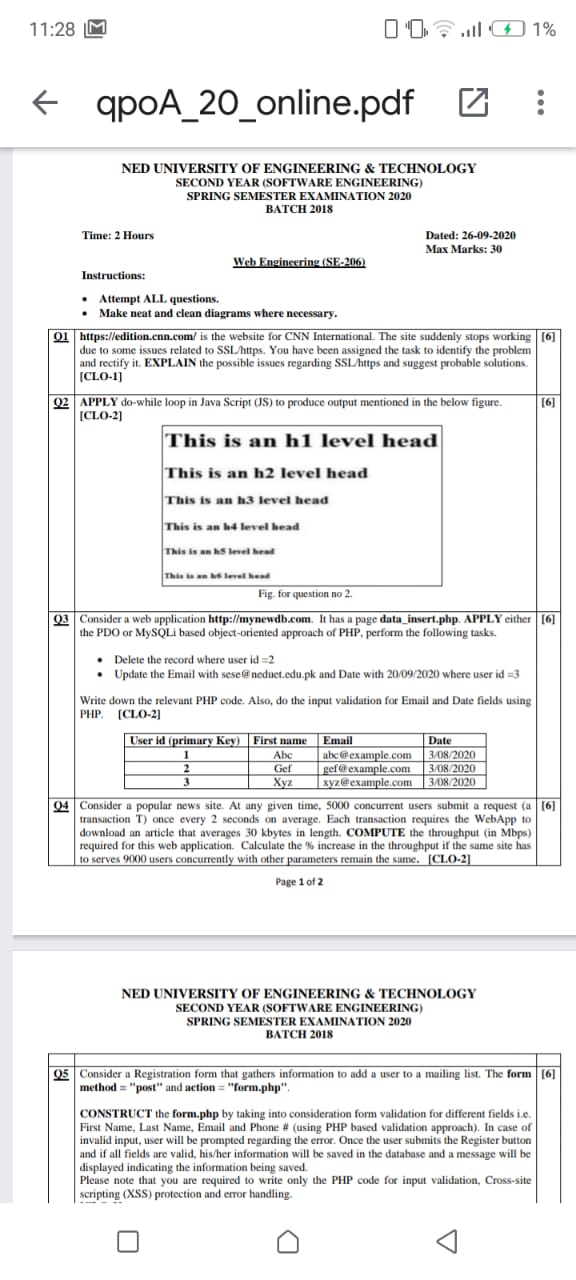 11:28
1%
qpoA_20_online.pdf
NED UNIVERSITY OF ENGINEERING & TECHNOLOGY
SECOND YEAR (SOFTWARE ENGINEERING)
SPRING SEMESTER EXAMINATION 2020
BATCH 2018
Time: 2 Hours
Dated: 26-09-2020
Max Marks: 30
Web Engineering (SE-206)
Instructions:
• Attempt ALL questions.
• Make neat and clean diagrams where necessary.
Q1 https://edition.cnn.com/ is the website for CNN International. The site suddenly stops working [6]
due to some issues related to SSL/https. You have been assigned the task to identify the problem
and rectify it. EXPLAIN the possible issues regarding SSL/https and suggest probable solutions.
[CLO-1]
Q2 APPLY do-while loop in Java Script (JS) to produce output mentioned in the below figure. [6]
[CLO-2]
This is an h1 level head
This is an h2 level head
This is an h3 level head
This is an h4 level head
This is an h5 level head
This is an h6 level head
Fig. for question no 2.
Q3 Consider a web application http://mynewdb.com. It has a page data_insert.php. APPLY either [6]
the PDO or MySQLi based object-oriented approach of PHP, perform the following tasks.
• Delete the record where user id =2
• Update the Email with sese@neduet.edu.pk and Date with 20/09/2020 where user id =3
Write down the relevant PHP code. Also, do the input validation for Email and Date fields using
PHP. [CLO-2]
User id (primary Key) First name Email Date
1 Abc abc@example.com 3/08/2020
2 Gef gef@example.com 3/08/2020
3 Xyz xyz@example.com 3/08/2020
Q4 Consider a popular news site. At any given time, 5000 concurrent users submit a request (a [6]
transaction T) once every 2 seconds on average. Each transaction requires the WebApp to
download an article that averages 30 kbytes in length. COMPUTE the throughput (in Mbps)
required for this web application. Calculate the % increase in the throughput if the same site has
to serves 9000 users concurrently with other parameters remain the same. [CLO-2]
Page 1 of 2
NED UNIVERSITY OF ENGINEERING & TECHNOLOGY
SECOND YEAR (SOFTWARE ENGINEERING)
SPRING SEMESTER EXAMINATION 2020
BATCH 2018
Q5 Consider a Registration form that gathers information to add a user to a mailing list. The form [6]
method = "post" and action = "form.php".
CONSTRUCT the form.php by taking into consideration form validation for different fields i.e.
First Name, Last Name, Email and Phone # (using PHP based validation approach). In case of
invalid input, user will be prompted regarding the error. Once the user submits the Register button
and if all fields are valid, his/her information will be saved in the database and a message will be
displayed indicating the information being saved.
Please note that you are required to write only the PHP code for input validation, Cross-site
scripting (XSS) protection and error handling.